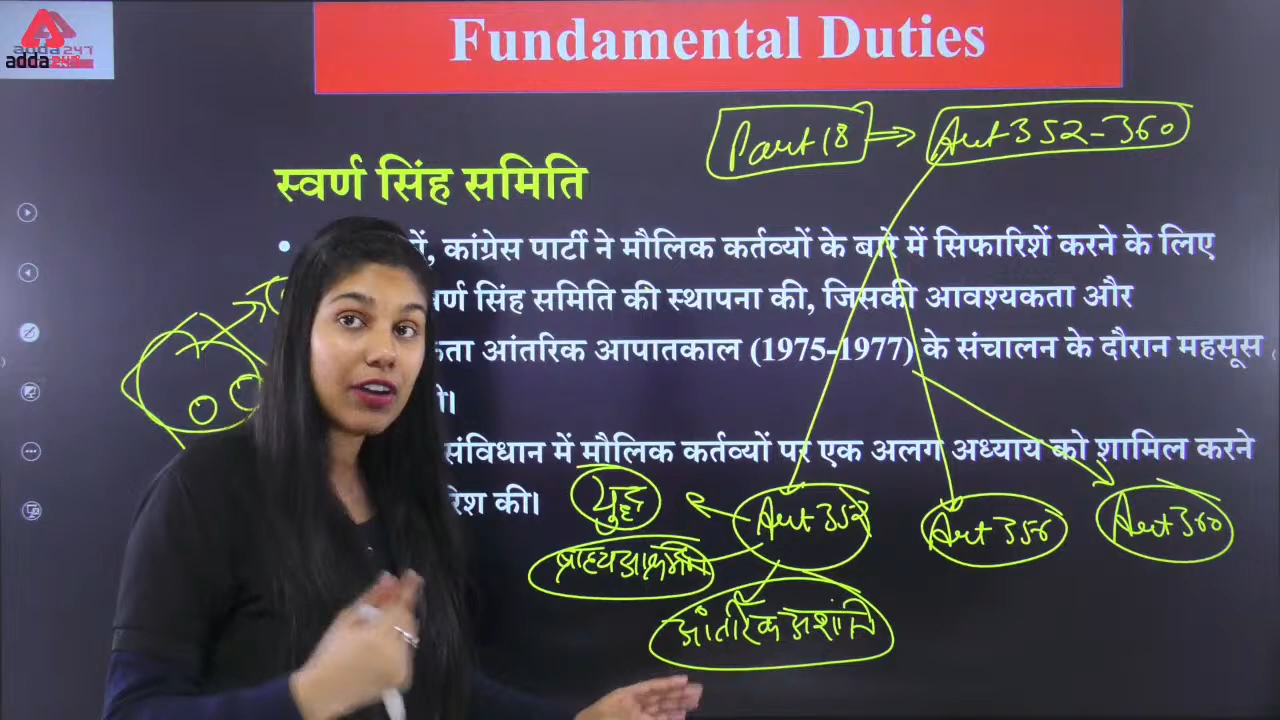 adda247
adda247
Fundamental Duties
Part 18 ⇒ Art 352-360
स्वर्ण सिंह समिति
में, कांग्रेस पार्टी ने मौलिक कर्तव्यों के बारे में सिफारिशें करने के लिए
स्वर्ण सिंह समिति की स्थापना की, जिसकी आवश्यकता और
आंतरिक आपातकाल (1975-1977) के संचालन के दौरान महसूस
संविधान में मौलिक कर्तव्यों पर एक अलग अध्याय को शामिल करने
की।
युद्ध
Art 352
Art 356
Art 360
आंतरिक अशांति